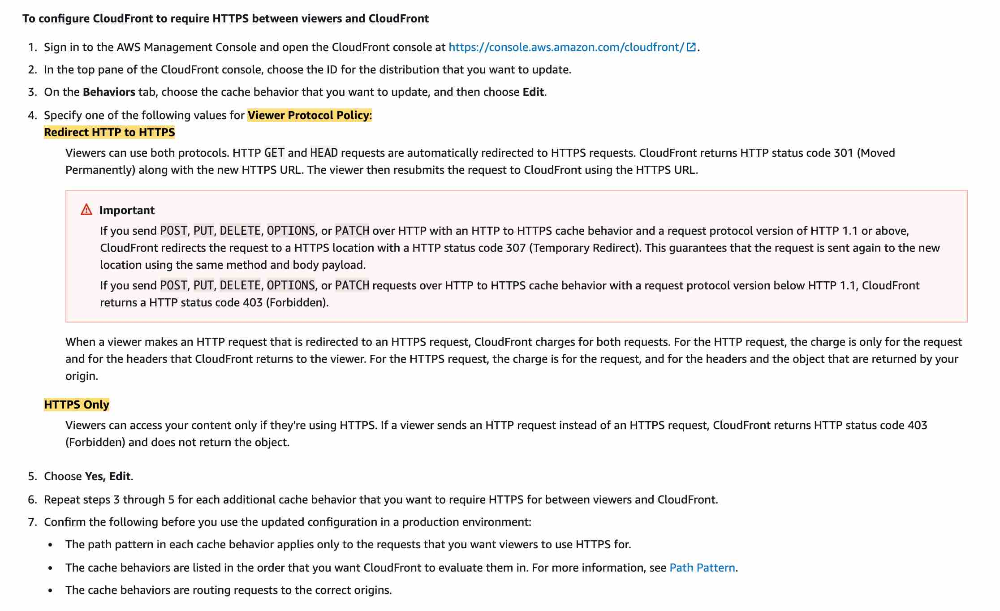 To configure CloudFront to require HTTPS between viewers and CloudFront
1. Sign in to the AWS Management Console and open the CloudFront console at https://console.aws.amazon.com/cloudfront/.
2. In the top pane of the CloudFront console, choose the ID for the distribution that you want to update.
3. On the Behaviors tab, choose the cache behavior that you want to update, and then choose Edit.
4. Specify one of the following values for Viewer Protocol Policy:
Redirect HTTP to HTTPS
Viewers can use both protocols. HTTP GET and HEAD requests are automatically redirected to HTTPS requests. CloudFront returns HTTP status code 301 (Moved
Permanently) along with the new HTTPS URL. The viewer then resubmits the request to CloudFront using the HTTPS URL.
Important
If you send POST, PUT, DELETE, OPTIONS, or PATCH over HTTP with an HTTP to HTTPS cache behavior and a request protocol version of HTTP 1.1 or above,
CloudFront redirects the request to a HTTPS location with a HTTP status code 307 (Temporary Redirect). This guarantees that the request is sent again to the new
location using the same method and body payload.
If you send POST, PUT, DELETE, OPTIONS, or PATCH requests over HTTP to HTTPS cache behavior with a request protocol version below HTTP 1.1, CloudFront
returns a HTTP status code 403 (Forbidden).
When a viewer makes an HTTP request that is redirected to an HTTPS request, CloudFront charges for both requests. For the HTTP request, the charge is only for the request
and for the headers that CloudFront returns to the viewer. For the HTTPS request, the charge is for the request, and for the headers and the object that are returned by your
origin.
HTTPS Only
Viewers can access your content only if they're using HTTPS. If a viewer sends an HTTP request instead of an HTTPS request, CloudFront returns HTTP status code 403
(Forbidden) and does not return the object.
5. Choose Yes, Edit.
6. Repeat steps 3 through 5 for each additional cache behavior that you want to require HTTPS for between viewers and CloudFront.
7. Confirm the following before you use the updated configuration in a production environment:
• The path pattern in each cache behavior applies only to the requests that you want viewers to use HTTPS for.
• The cache behaviors are listed in the order that you want CloudFront to evaluate them in. For more information, see Path Pattern.
• The cache behaviors are routing requests to the correct origins.